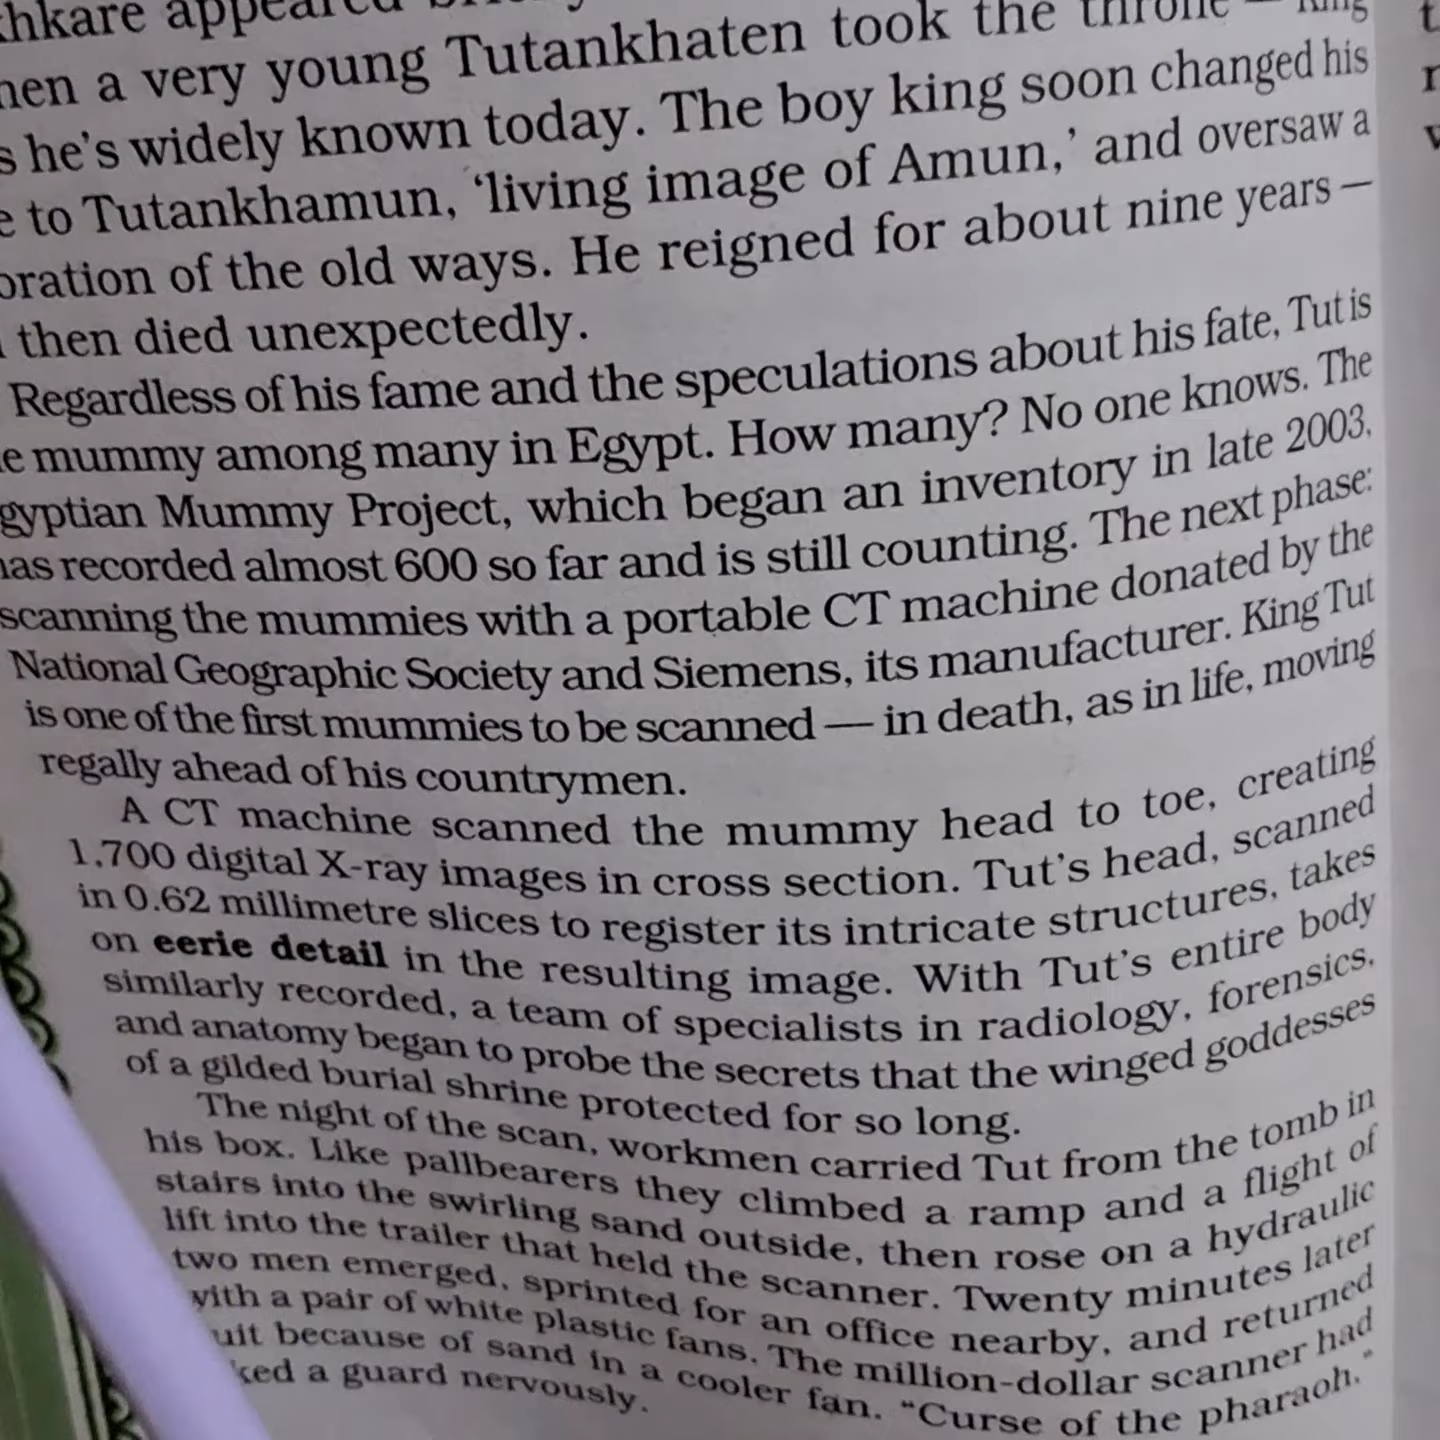 hkare appeared
hen a very young Tutankhaten took the throne — King
s he's widely known today. The boy king soon changed his
e to Tutankhamun, 'living image of Amun,' and oversaw a
oration of the old ways. He reigned for about nine years —
then died unexpectedly.
Regardless of his fame and the speculations about his fate, Tut is
e mummy among many in Egypt. How many? No one knows. The
gyptian Mummy Project, which began an inventory in late 2003,
has recorded almost 600 so far and is still counting. The next phase:
scanning the mummies with a portable CT machine donated by the
National Geographic Society and Siemens, its manufacturer. King Tut
is one of the first mummies to be scanned — in death, as in life, moving
regally ahead of his countrymen.
A CT machine scanned the mummy head to toe, creating
1,700 digital X-ray images in cross section. Tut's head, scanned
in 0.62 millimetre slices to register its intricate structures, takes
on eerie detail in the resulting image. With Tut's entire body
similarly recorded, a team of specialists in radiology, forensics,
and anatomy began to probe the secrets that the winged goddesses
of a gilded burial shrine protected for so long.
The night of the scan, workmen carried Tut from the tomb in
his box. Like pallbearers they climbed a ramp and a flight of
stairs into the swirling sand outside, then rose on a hydraulic
lift into the trailer that held the scanner. Twenty minutes later
two men emerged, sprinted for an office nearby, and returned
with a pair of white plastic fans. The million-dollar scanner had
uit because of sand in a cooler fan. "Curse of the pharaoh,"
ked a guard nervously.